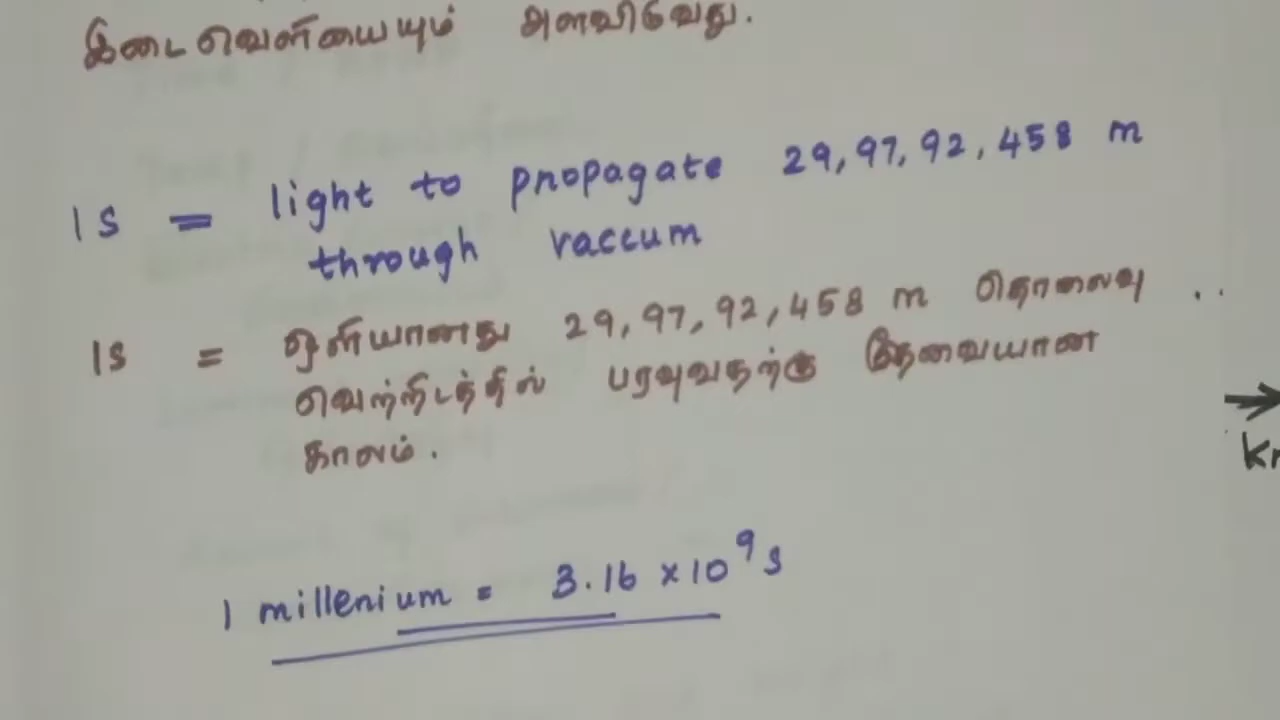 இடைவெளியையும் அளவிடுவது.
1S = light to propagate 29,97,92,458 m
through vaccum
1S = ஒளியானது 29,97,92,458 m தொலைவு ..
வெற்றிடத்தில் பரவுவதற்கு தேவையான
காலம்.
1 millenium = 3.16 ×10⁹ s